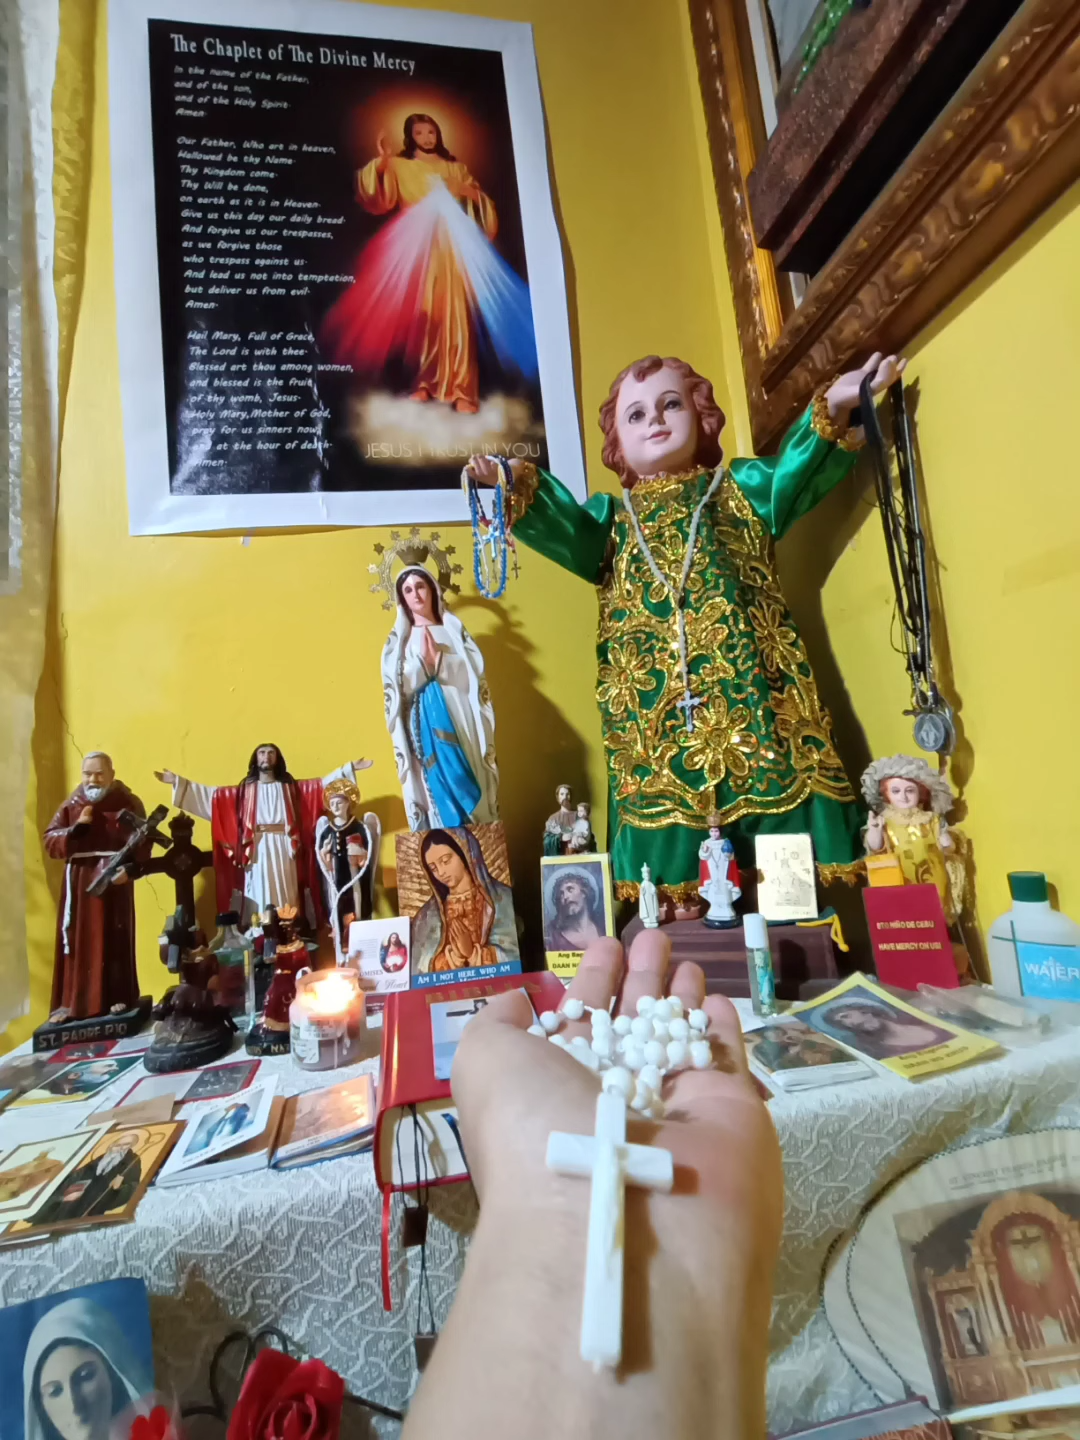 The Chaplet of The Divine Mercy
In the name of the Father,
and of the son,
and of the Holy Spirit.
Amen.
Our Father, Who art in heaven,
Hallowed be thy Name.
Thy Kingdom come.
Thy Will be done,
on earth as it is in Heaven.
Give us this day our daily bread.
And forgive us our trespasses,
as we forgive those
who trespass against us.
And lead us not into temptation,
but deliver us from evil.
Amen.
Hail Mary, Full of Grace,
The Lord is with thee.
Blessed art thou among women,
and blessed is the fruit
of thy womb, Jesus.
Holy Mary, Mother of God,
pray for us sinners now,
and at the hour of death.
Amen.
JESUS I TRUST IN YOU
ST. PADRE PIO
AM I NOT HERE WHO AM
STO NIÑO DE CEBU
HAVE MERCY ON US!
WATER